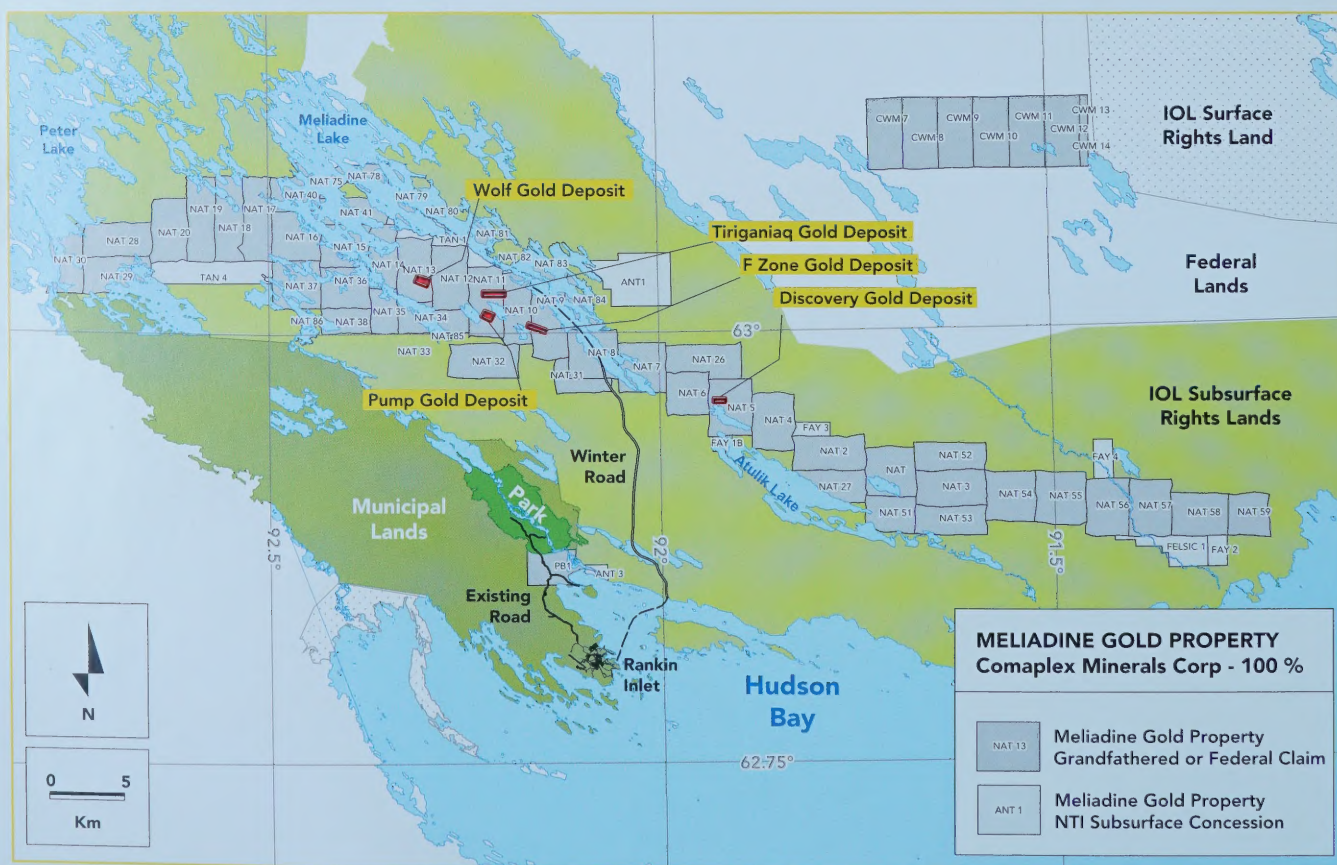 Peter
Lake
Meliadine
Lake
IOL Surface
Rights Land
Federal
Lands
IOL Subsurface
Rights Lands
CWM 7
CWM 8
CWM 9
CWM 10
CWM 11
CWM 12
CWM 13
CWM 14
Wolf Gold Deposit
Tiriganiaq Gold Deposit
F Zone Gold Deposit
Discovery Gold Deposit
Pump Gold Deposit
NAT 75
NAT 78
NAT 40
NAT 79
NAT 41
NAT 80
NAT 19
NAT 17
NAT 20
NAT 18
NAT 16
NAT 15
TAN 1
NAT 81
NAT 82
NAT 83
NAT 28
NAT 30
NAT 29
TAN 4
NAT 37
NAT 36
NAT 14
NAT 13
NAT 12
NAT 11
NAT 9
NAT 84
ANT1
NAT 86
NAT 38
NAT 35
NAT 34
NAT 85
NAT 10
NAT 33
NAT 32
NAT 31
NAT 8
NAT 7
NAT 26
NAT 6
NAT 5
NAT 4
FAY 3
FAY 1B
NAT 2
NAT 27
NAT
NAT 52
NAT 3
NAT 51
NAT 53
NAT 54
NAT 55
FAY 4
NAT 56
NAT 57
NAT 58
NAT 59
FELSIC 1
FAY 2
63°
92.5°
92°
91.5°
62.75°
Atulik Lake
Winter
Road
Park
Municipal
Lands
PB1
ANT 3
Existing
Road
Rankin
Inlet
Hudson
Bay
N
0 5
Km
MELIADINE GOLD PROPERTY
Comaplex Minerals Corp - 100 %
NAT 13
Meliadine Gold Property
Grandfathered or Federal Claim
ANT 1
Meliadine Gold Property
NTI Subsurface Concession